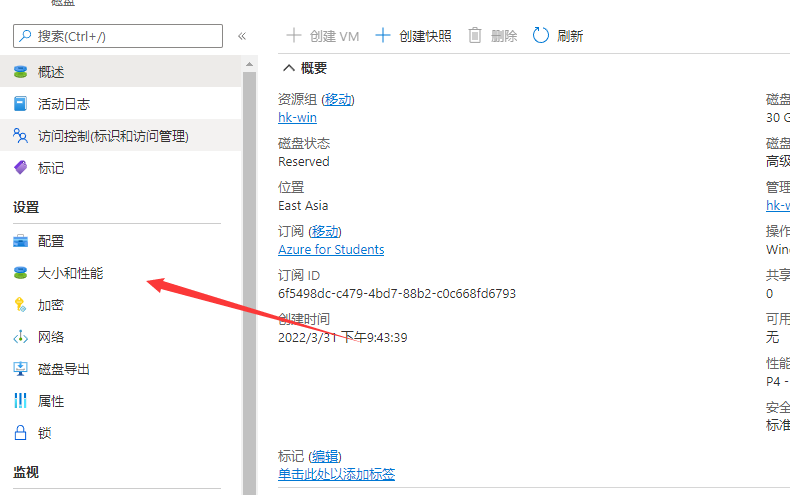 磁盘
搜索(Ctrl+/)
«
概述
活动日志
访问控制(标识和访问管理)
标记
设置
配置
大小和性能
加密
网络
磁盘导出
属性
锁
监视
创建 VM
创建快照
删除
刷新
概要
资源组 (移动)
hk-win
磁盘状态
Reserved
位置
East Asia
订阅 (移动)
Azure for Students
订阅 ID
6f5498dc-c479-4bd7-88b2-c0c668fd6793
创建时间
2022/3/31 下午9:43:39
标记 (编辑)
单击此处以添加标签
磁盘
30 G
磁盘
高级
管理
hk-w
操作
Wind
共享
0
可用
无
性能
P4 -
安全
标准